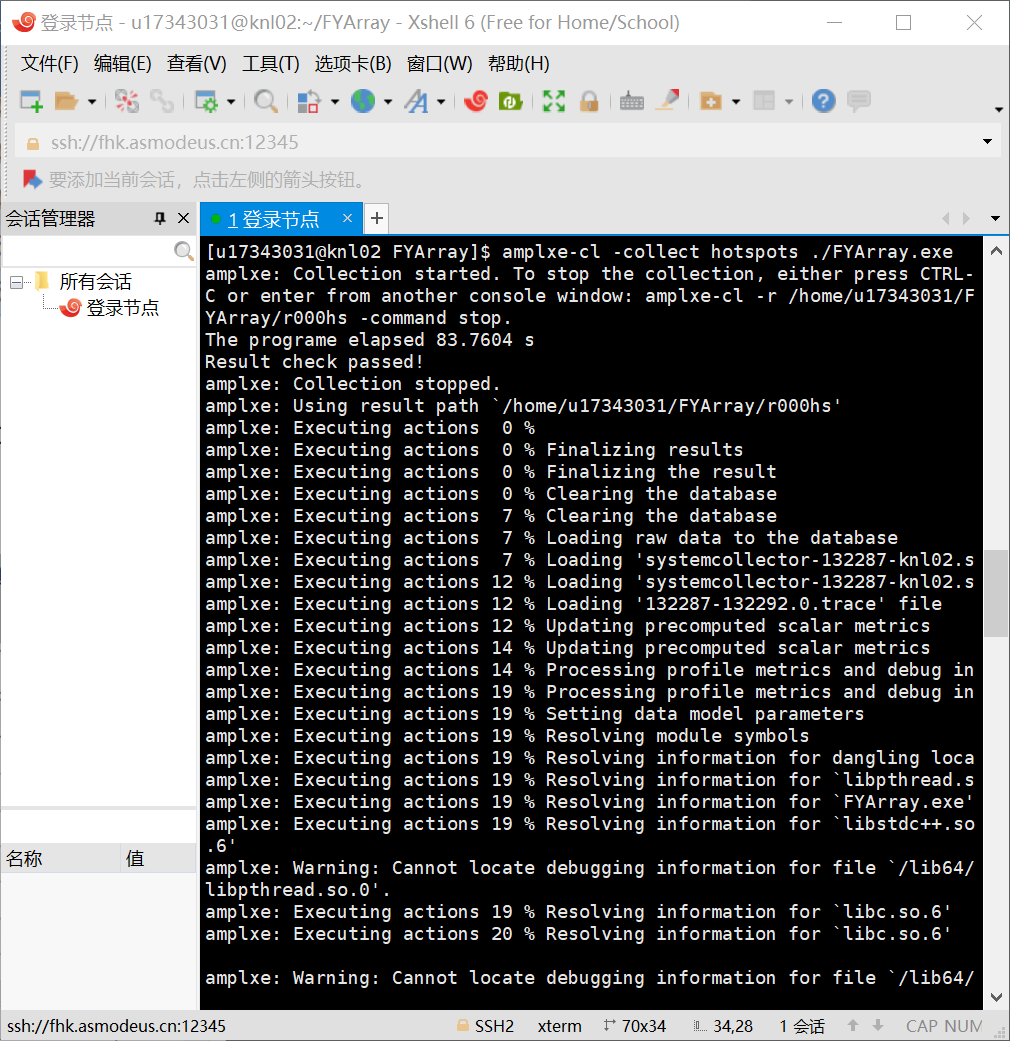 登录节点 - u17343031@knl02:~/FYArray - Xshell 6 (Free for Home/School)
文件(F) 编辑(E) 查看(V) 工具(T) 选项卡(B) 窗口(W) 帮助(H)
ssh://fhk.asmodeus.cn:12345
要添加当前会话，点击左侧的箭头按钮。
会话管理器
1 登录节点
所有会话
登录节点
名称 值
[u17343031@knl02 FYArray]$ amplxe-cl -collect hotspots ./FYArray.exe
amplxe: Collection started. To stop the collection, either press CTRL-
C or enter from another console window: amplxe-cl -r /home/u17343031/F
YArray/r000hs -command stop.
The programe elapsed 83.7604 s
Result check passed!
amplxe: Collection stopped.
amplxe: Using result path `/home/u17343031/FYArray/r000hs'
amplxe: Executing actions  0 %
amplxe: Executing actions  0 % Finalizing results
amplxe: Executing actions  0 % Finalizing the result
amplxe: Executing actions  0 % Clearing the database
amplxe: Executing actions  7 % Clearing the database
amplxe: Executing actions  7 % Loading raw data to the database
amplxe: Executing actions  7 % Loading 'systemcollector-132287-knl02.s
amplxe: Executing actions 12 % Loading 'systemcollector-132287-knl02.s
amplxe: Executing actions 12 % Loading '132287-132292.0.trace' file
amplxe: Executing actions 12 % Updating precomputed scalar metrics
amplxe: Executing actions 14 % Updating precomputed scalar metrics
amplxe: Executing actions 14 % Processing profile metrics and debug in
amplxe: Executing actions 19 % Processing profile metrics and debug in
amplxe: Executing actions 19 % Setting data model parameters
amplxe: Executing actions 19 % Resolving module symbols
amplxe: Executing actions 19 % Resolving information for dangling loca
amplxe: Executing actions 19 % Resolving information for `libpthread.s
amplxe: Executing actions 19 % Resolving information for `FYArray.exe'
amplxe: Executing actions 19 % Resolving information for `libstdc++.so
.6'
amplxe: Warning: Cannot locate debugging information for file `/lib64/
libpthread.so.0'.
amplxe: Executing actions 19 % Resolving information for `libc.so.6'
amplxe: Executing actions 20 % Resolving information for `libc.so.6'
amplxe: Warning: Cannot locate debugging information for file `/lib64/
ssh://fhk.asmodeus.cn:12345 SSH2 xterm 70x34 34,28 1 会话 CAP NUM